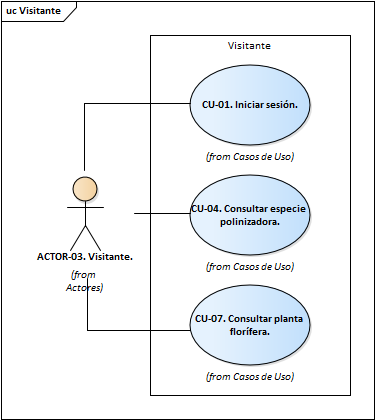 uc Visitante
Visitante
CU-01. Iniciar sesión.
(from Casos de Uso)
CU-04. Consultar especie
polinizadora.
(from Casos de Uso)
ACTOR-03. Visitante.
(from
Actores)
CU-07. Consultar planta
florífera.
(from Casos de Uso)